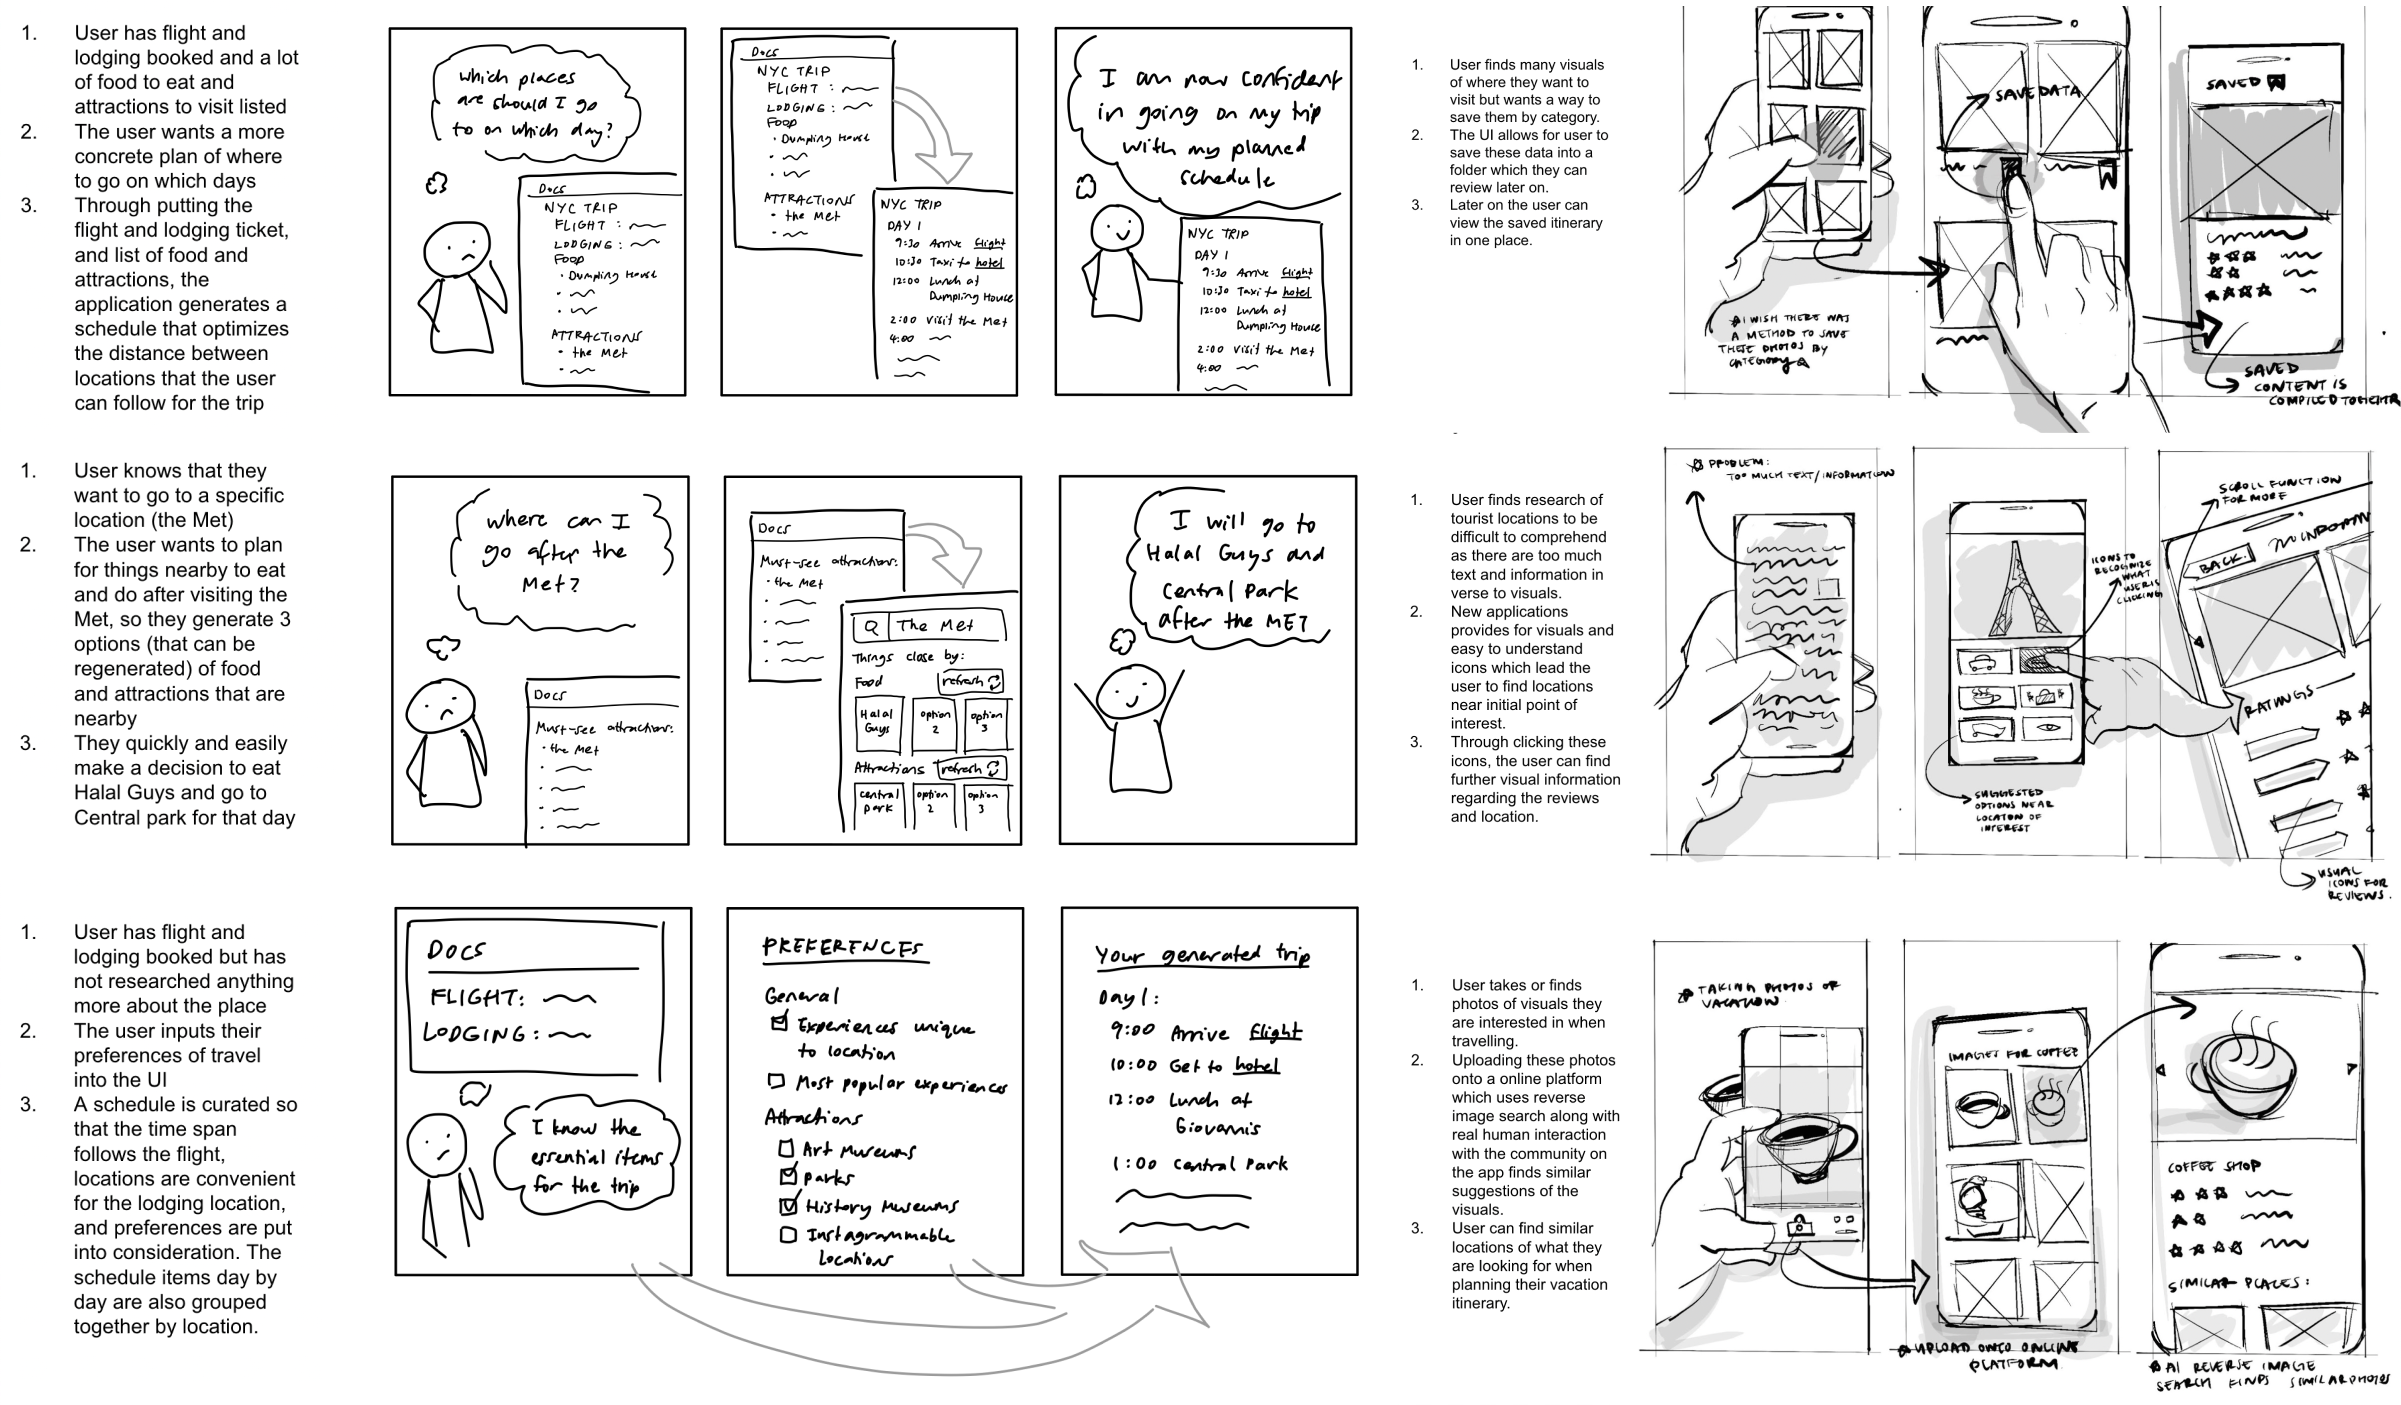 1. User has flight and
lodging booked and a lot
of food to eat and
attractions to visit listed
2. The user wants a more
concrete plan of where
to go on which days
3. Through putting the
flight and lodging ticket,
and list of food and
attractions, the
application generates a
schedule that optimizes
the distance between
locations that the user
can follow for the trip
which places
are should I go
to on which day?
Docs
NYC TRIP
FLIGHT :
LODGING :
FOOD
· Dumpling House
ATTRACTIONS
· the Met
Docs
NYC TRIP
FLIGHT :
LODGING :
FOOD
· Dumpling House
ATTRACTIONS
· the Met
NYC TRIP
DAY 1
9:30 Arrive flight
10:30 Taxi to hotel
12:00 Lunch at
Dumpling House
2:00 Visit the Met
4:00
I am now confident
in going on my trip
with my planned
schedule
NYC TRIP
DAY 1
9:30 Arrive flight
10:30 Taxi to hotel
12:00 Lunch at
Dumpling House
2:00 Visit the Met
4:00
1. User finds many visuals
of where they want to
visit but wants a way to
save them by category.
2. The UI allows for user to
save these data into a
folder which they can
review later on.
3. Later on the user can
view the saved itinerary
in one place.
I WISH THERE WAS
A METHOD TO SAVE
THESE PHOTOS BY
CATEGORY
SAVE DATA
SAVED
SAVED
CONTENT IS
COMPILED TOGETHER
1. User knows that they
want to go to a specific
location (the Met)
2. The user wants to plan
for things nearby to eat
and do after visiting the
Met, so they generate 3
options (that can be
regenerated) of food
and attractions that are
nearby
3. They quickly and easily
make a decision to eat
Halal Guys and go to
Central park for that day
where can I
go after the
Met?
Docs
Must-see attractions:
· the Met
Docs
Must-see attractions:
· the Met
Q The Met
Things close by:
Food refresh
Halal
Guys
option
2
option
3
Attractions refresh
central
park
option
2
option
3
I will go to
Halal Guys and
Central Park
after the MET
1. User finds research of
tourist locations to be
difficult to comprehend
as there are too much
text and information in
verse to visuals.
2. New applications
provides for visuals and
easy to understand
icons which lead the
user to find locations
near initial point of
interest.
3. Through clicking these
icons, the user can find
further visual information
regarding the reviews
and location.
PROBLEM:
TOO MUCH TEXT/INFORMATION
ICONS TO
RECOGNIZE
WHAT
USER IS
CLICKING
SUGGESTED
OPTIONS NEAR
LOCATION OF
INTEREST
SCROLL FUNCTION
FOR MORE
BACK
RATINGS
VISUAL
ICONS FOR
REVIEWS.
1. User has flight and
lodging booked but has
not researched anything
more about the place
2. The user inputs their
preferences of travel
into the UI
3. A schedule is curated so
that the time span
follows the flight,
locations are convenient
for the lodging location,
and preferences are put
into consideration. The
schedule items day by
day are also grouped
together by location.
DOCS
FLIGHT:
LODGING:
I know the
essential items
for the trip
PREFERENCES
General
Experiences unique
to location
Most popular experiences
Attractions
Art Museums
parks
History Museums
Instagrammable
Locations
Your generated trip
Day 1:
9:00 Arrive flight
10:00 Get to hotel
12:00 Lunch at
Giovannis
1:00 Central Park
1. User takes or finds
photos of visuals they
are interested in when
travelling.
2. Uploading these photos
onto a online platform
which uses reverse
image search along with
real human interaction
with the community on
the app finds similar
suggestions of the
visuals.
3. User can find similar
locations of what they
are looking for when
planning their vacation
itinerary.
TAKING PHOTOS OF
VACATION
IMAGES FOR COFFEE
UPLOAD ONTO ONLINE
PLATFORM
COFFEE SHOP
SIMILAR PLACES:
AI REVERSE IMAGE
SEARCH FINDS SIMILAR PHOTOS